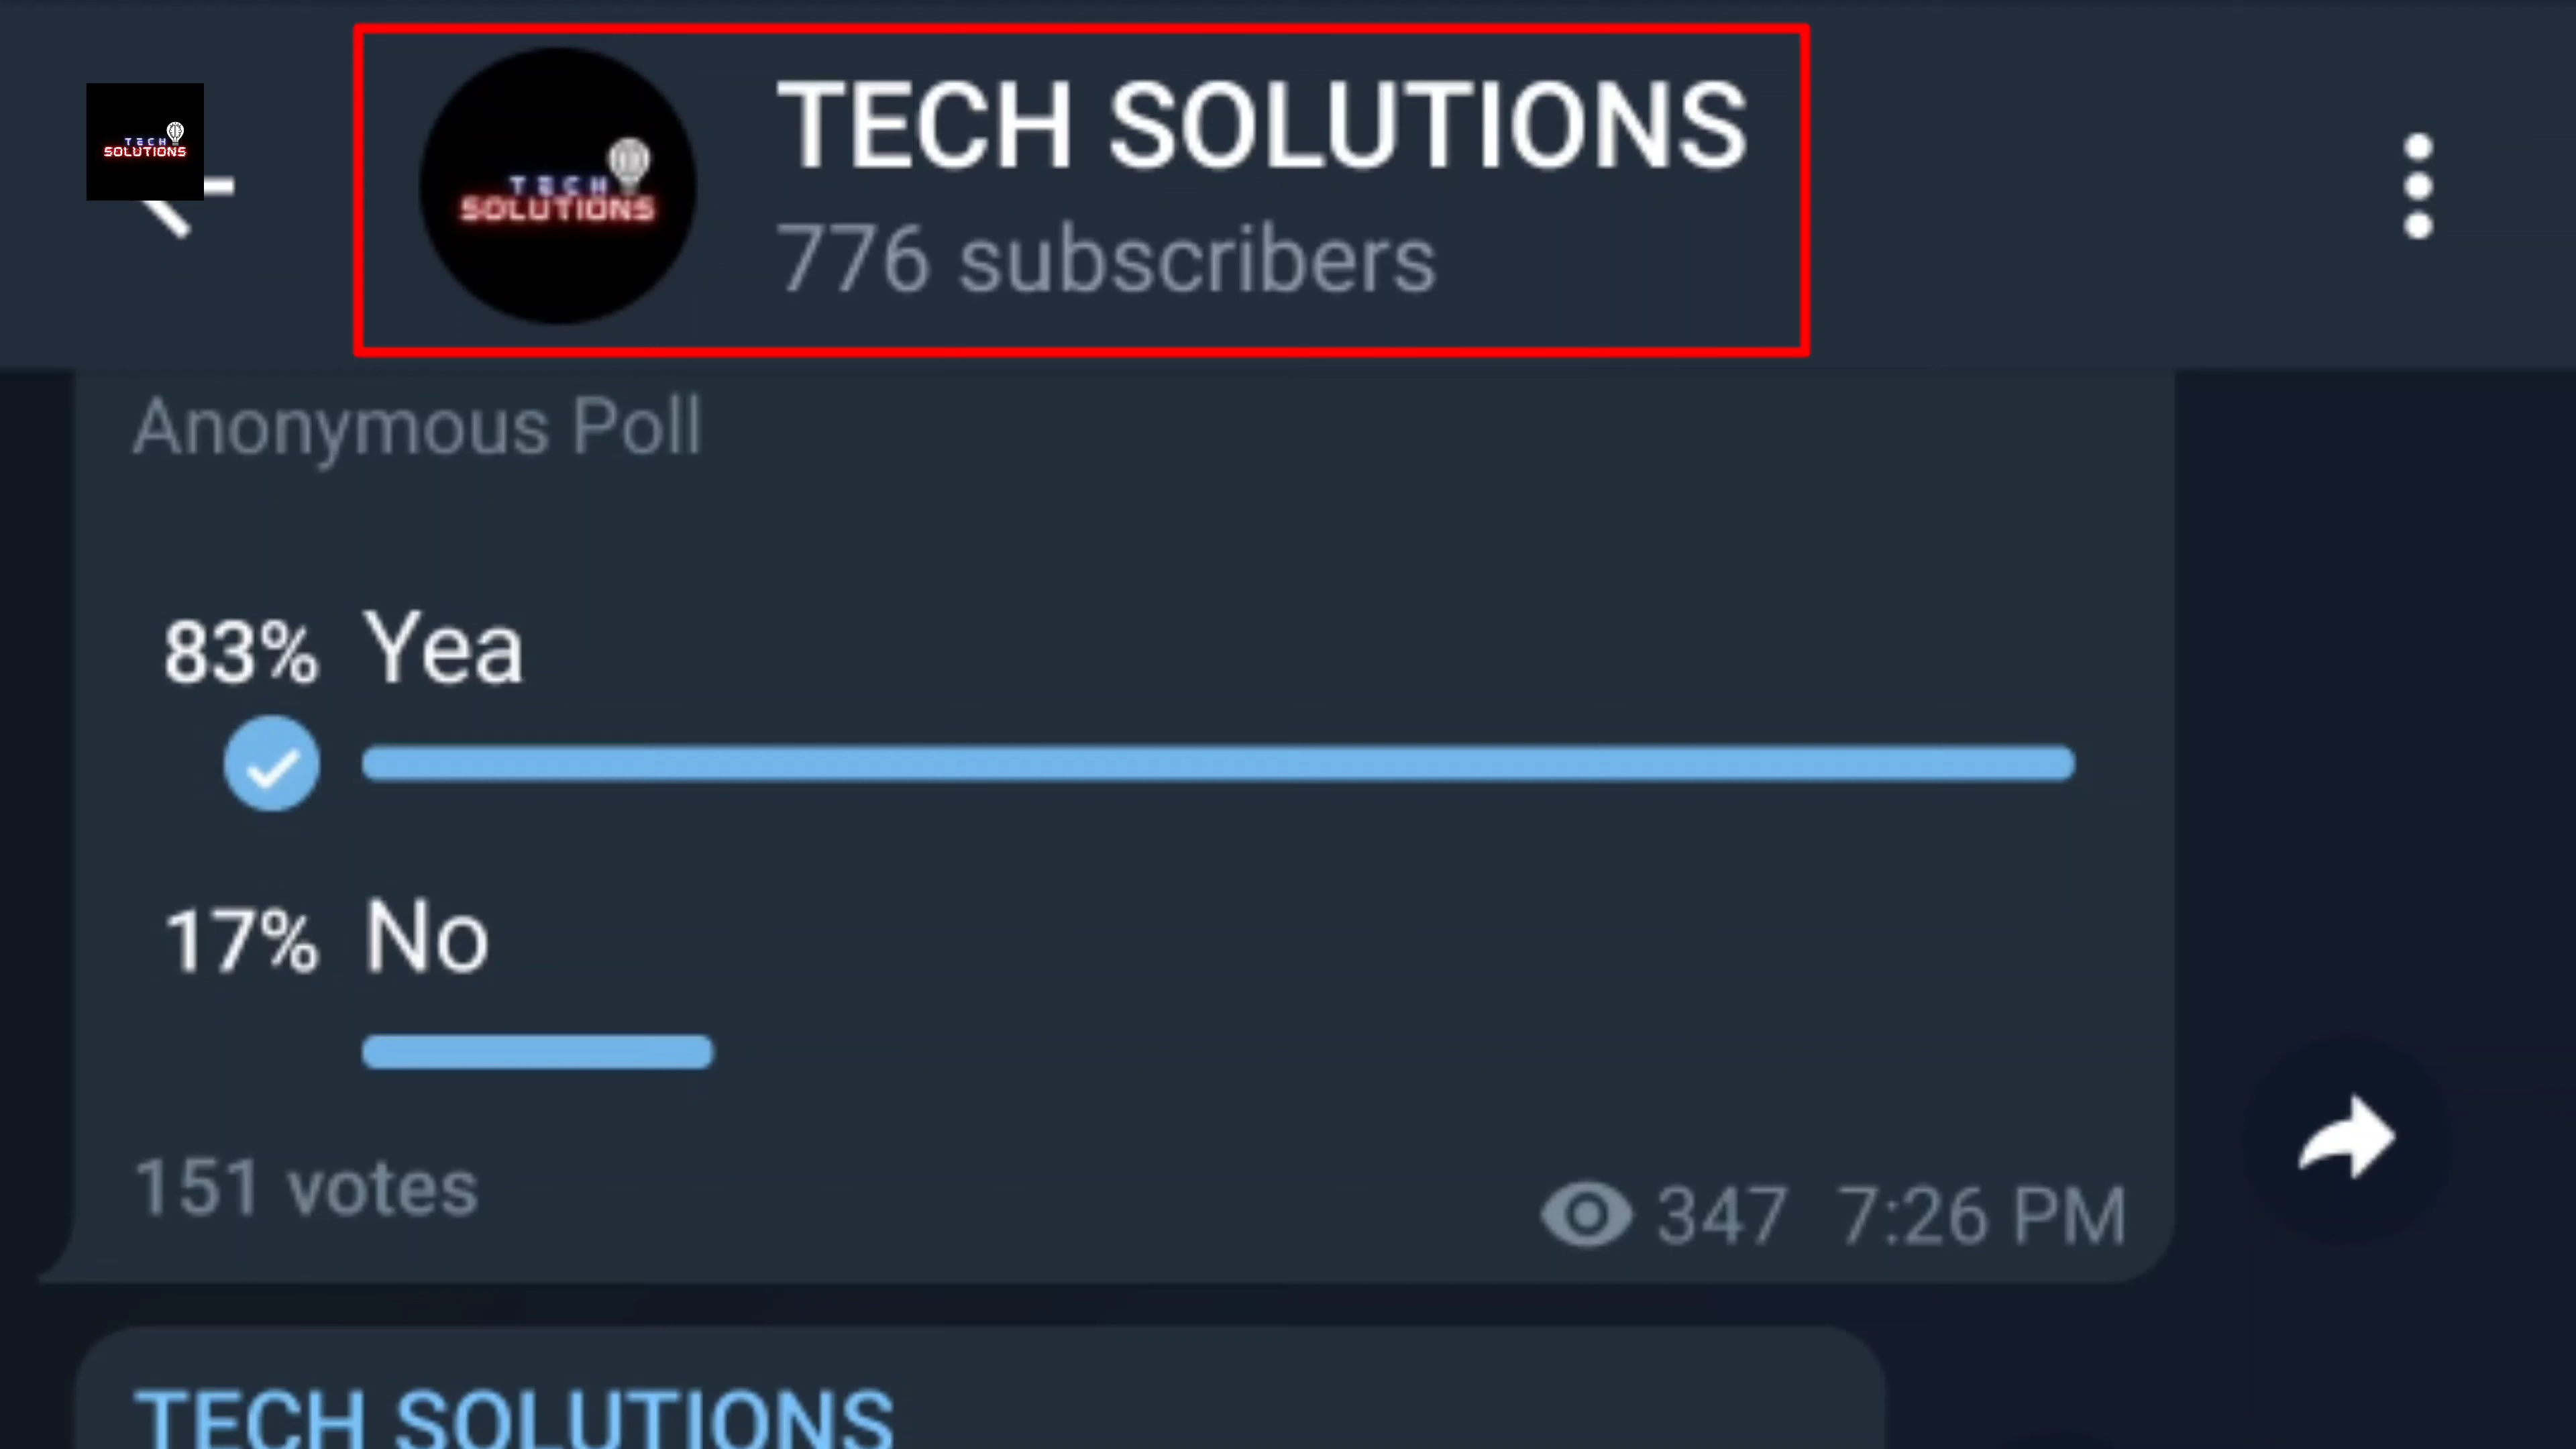 TECH
SOLUTIONS
TECH
SOLUTIONS
TECH SOLUTIONS
776 subscribers
Anonymous Poll
83% Yea
17% No
151 votes
347 7:26 PM
TECH SOLUTIONS